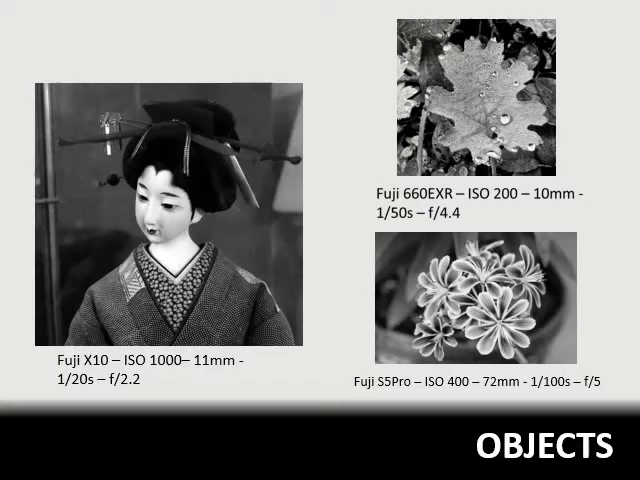 Fuji 660EXR – ISO 200 – 10mm -
1/50s – f/4.4
Fuji X10 – ISO 1000– 11mm -
1/20s – f/2.2
Fuji S5Pro – ISO 400 – 72mm - 1/100s – f/5
OBJECTS